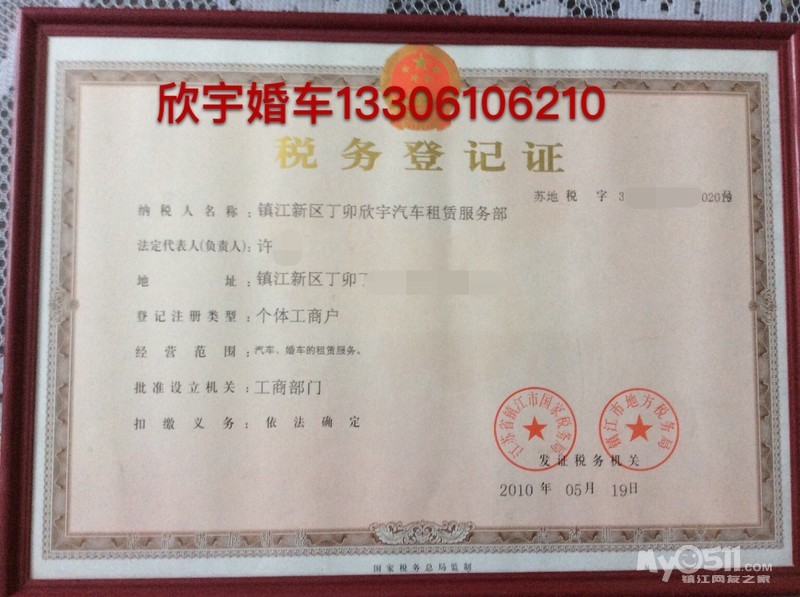 欣宇婚车13306106210
税务登记证
苏地税字3 02019号
纳税人名称：镇江新区丁卯欣宇汽车租赁服务部
法定代表人(负责人)：许
地址：镇江新区丁卯丁
登记注册类型：个体工商户
经营范围：汽车、婚车的租赁服务。
批准设立机关：工商部门
扣缴义务：依法确定
江苏省镇江市国家税务局
镇江市地方税务局
发证税务机关
2010年05月19日
国家税务总局监制
My0511.com
镇江网友之家